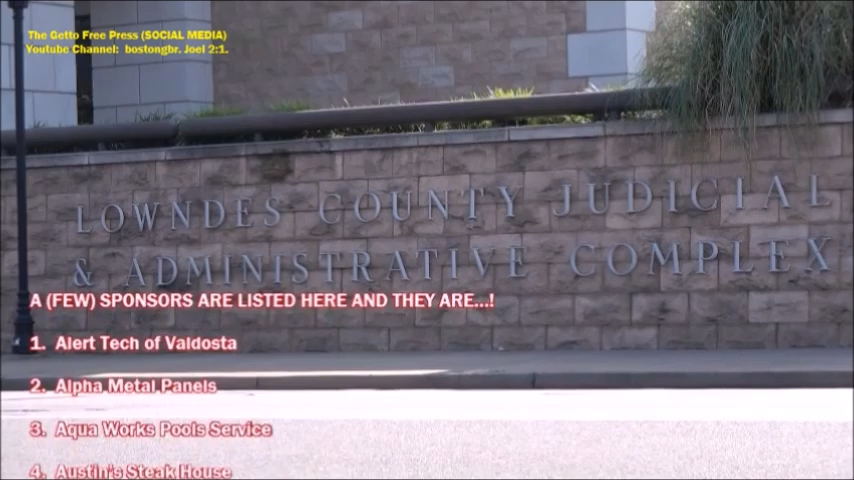 The Getto Free Press (SOCIAL MEDIA)
Youtube Channel: bostongbr. Joel 2:1.
LOWNDES COUNTY JUDICIAL
& ADMINISTRATIVE COMPLEX
A (FEW) SPONSORS ARE LISTED HERE AND THEY ARE...!
1. Alert Tech of Valdosta
2. Alpha Metal Panels
3. Aqua Works Pools Service
4. Austin's Steak House